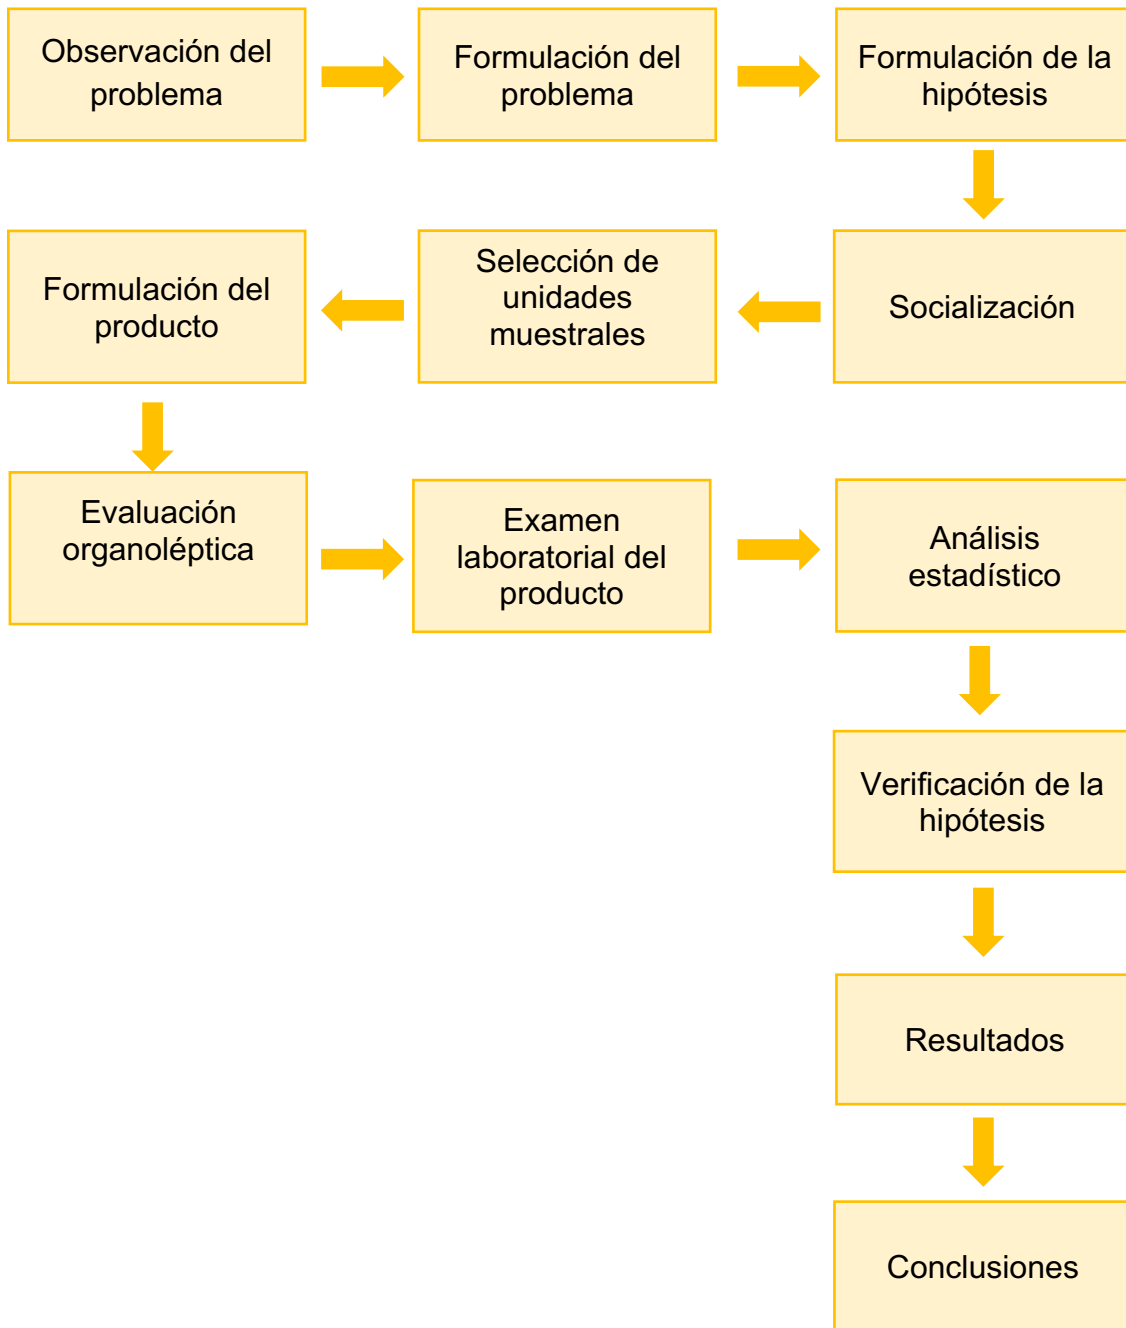 Observación del
problema
Formulación del
problema
Formulación de la
hipótesis
Socialización
Selección de
unidades
muestrales
Formulación del
producto
Evaluación
organoléptica
Examen
laboratorial del
producto
Análisis
estadístico
Verificación de la
hipótesis
Resultados
Conclusiones